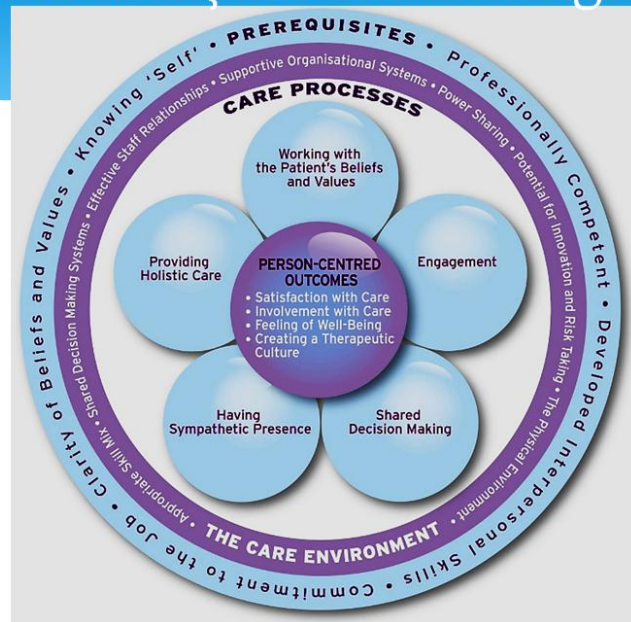 PREREQUISITES • Professionally Competent • Developed Interpersonal Skills • Commitment to the Job • Clarity of Beliefs and Values • Knowing 'Self' •
THE CARE ENVIRONMENT • Appropriate Skill Mix • Shared Decision Making Systems • Effective Staff Relationships • Supportive Organisational Systems • Power Sharing • Potential for Innovation and Risk Taking • The Physical Environment •
CARE PROCESSES
Working with
the Patient's Beliefs
and Values
Providing
Holistic Care
Engagement
PERSON-CENTRED
OUTCOMES
• Satisfaction with Care
• Involvement with Care
• Feeling of Well-Being
• Creating a Therapeutic
Culture
Having
Sympathetic Presence
Shared
Decision Making